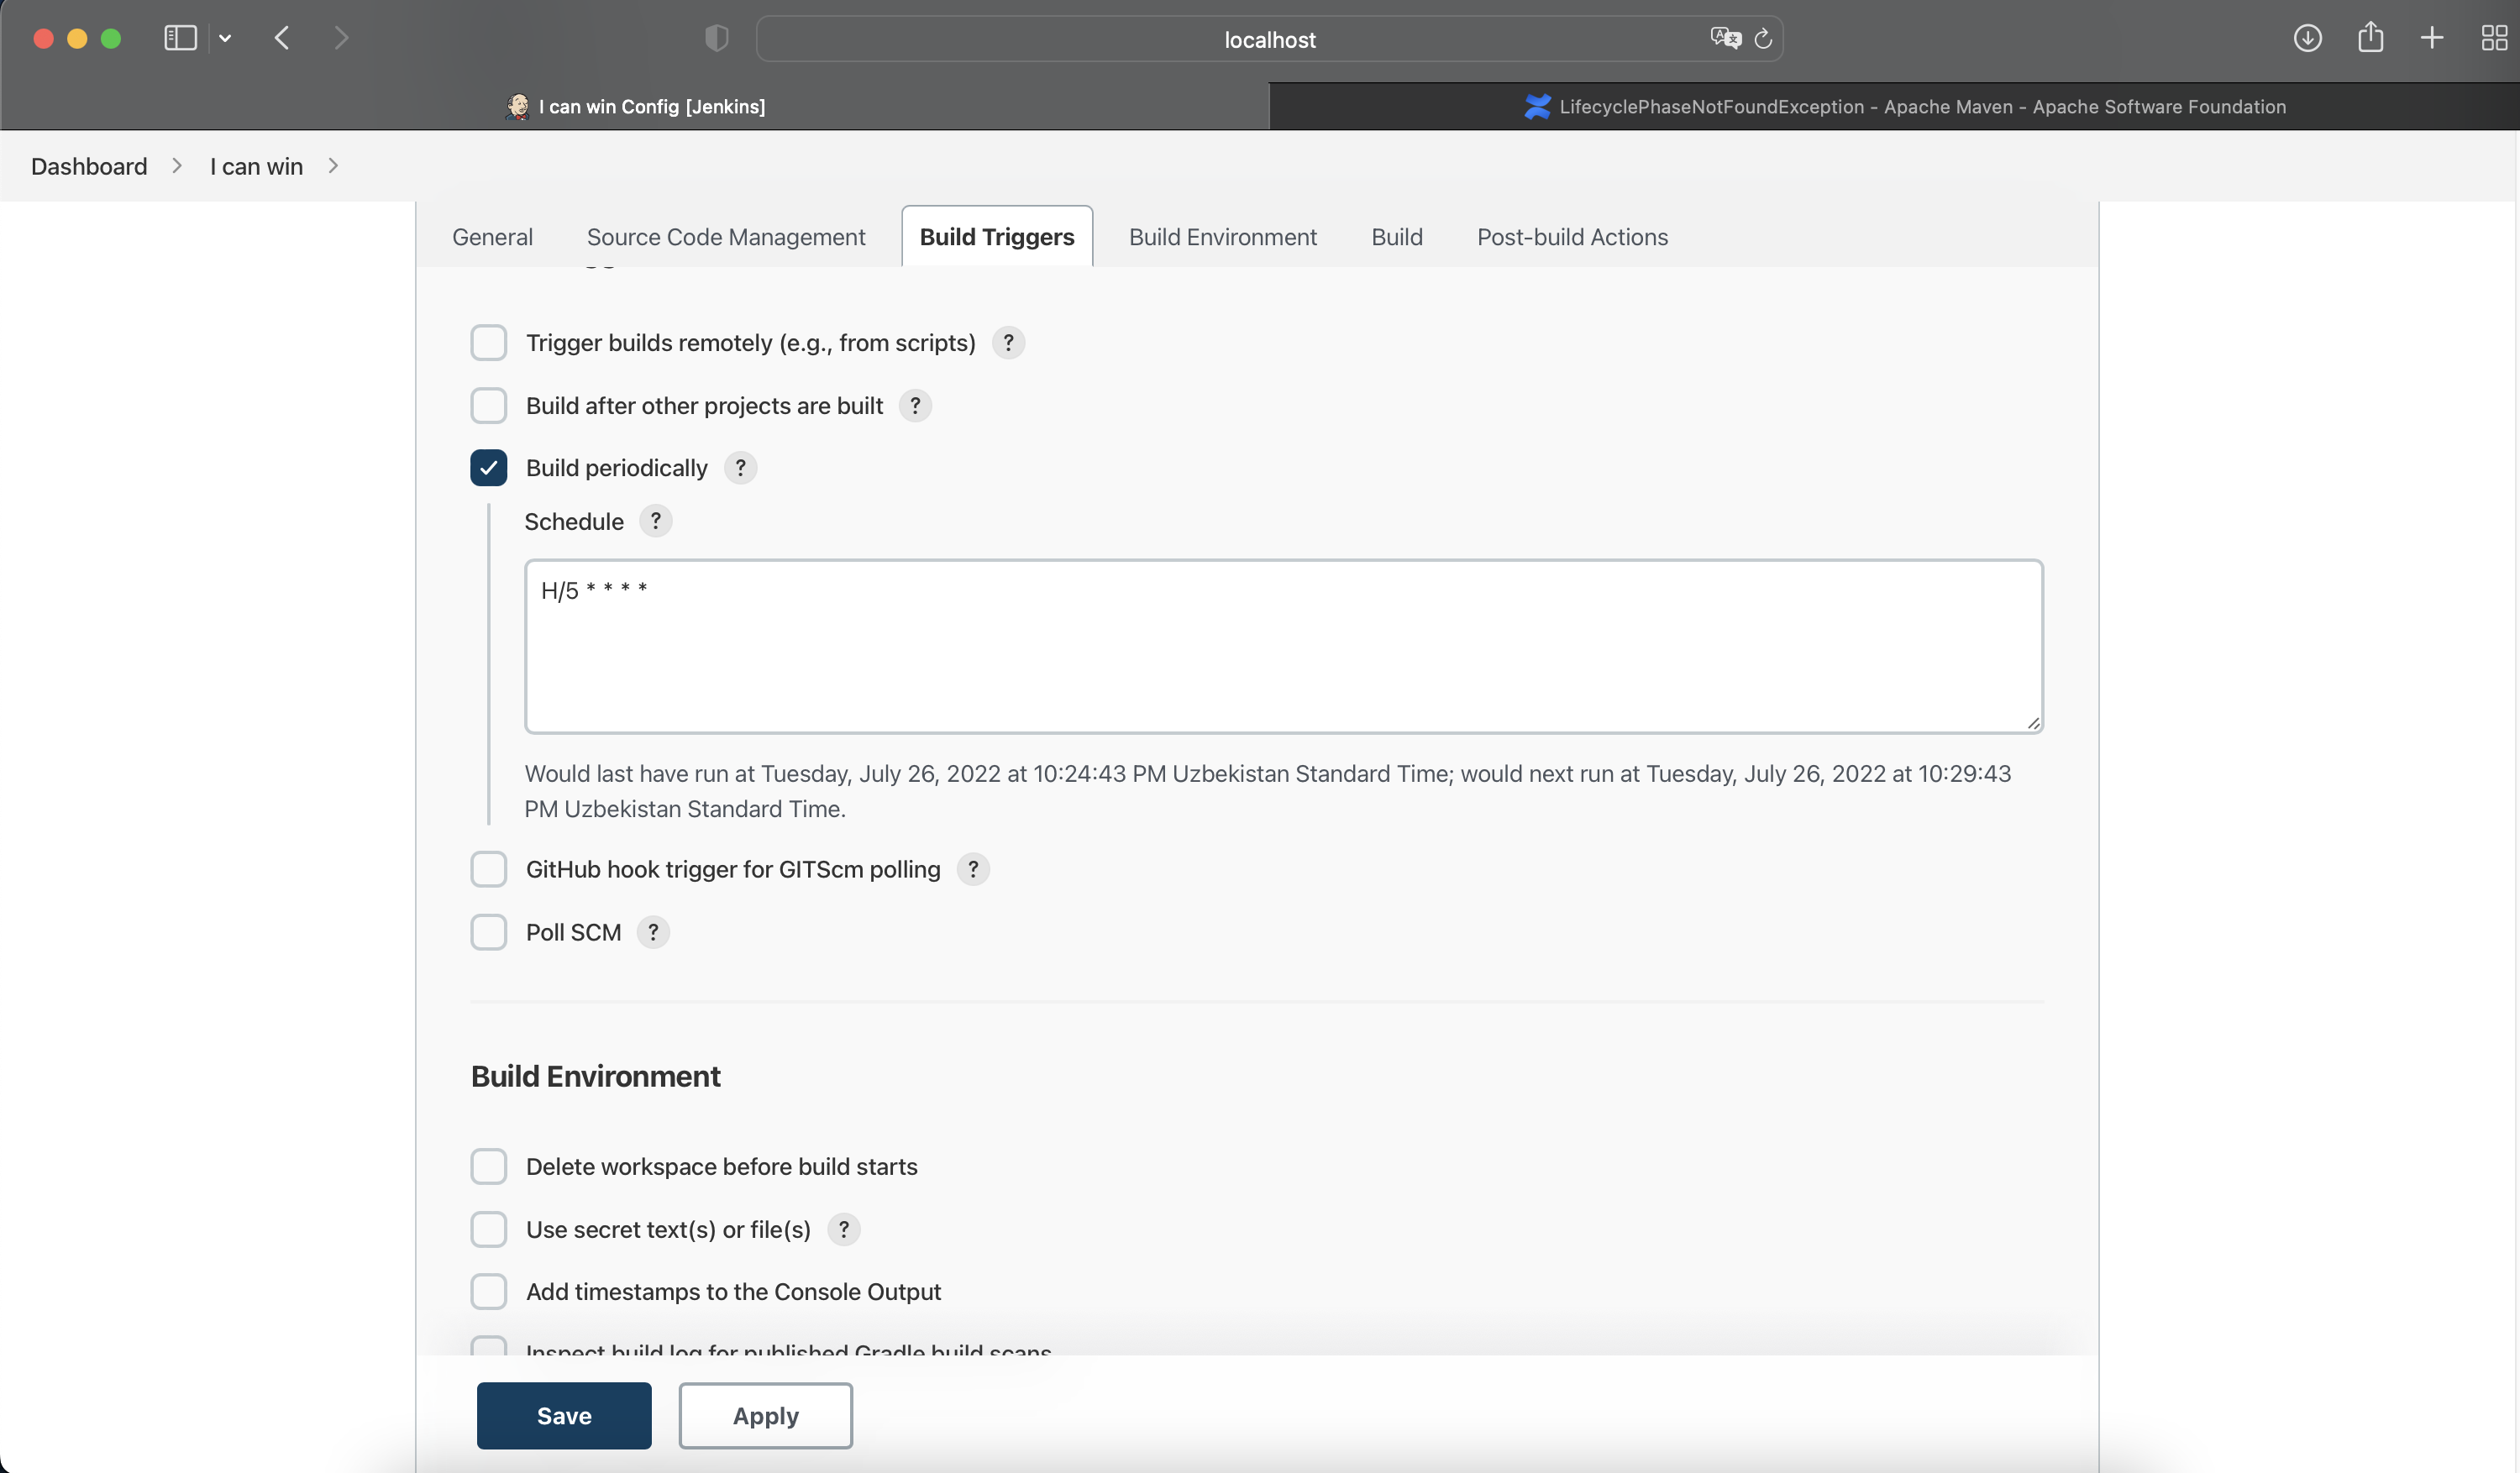 localhost
I can win Config [Jenkins]
LifecyclePhaseNotFoundException - Apache Maven - Apache Software Foundation
Dashboard > I can win >
General Source Code Management Build Triggers Build Environment Build Post-build Actions
Trigger builds remotely (e.g., from scripts) ?
Build after other projects are built ?
Build periodically ?
Schedule ?
H/5 * * * *
Would last have run at Tuesday, July 26, 2022 at 10:24:43 PM Uzbekistan Standard Time; would next run at Tuesday, July 26, 2022 at 10:29:43
PM Uzbekistan Standard Time.
GitHub hook trigger for GITScm polling ?
Poll SCM ?
Build Environment
Delete workspace before build starts
Use secret text(s) or file(s) ?
Add timestamps to the Console Output
Inspect build log for published Gradle build scans
Save Apply